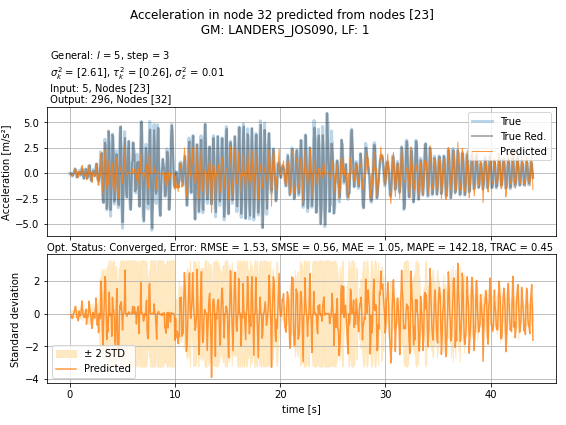 Acceleration in node 32 predicted from nodes [23]
GM: LANDERS_JOS090, LF: 1
General: l = 5, step = 3
σ²ₖ = [2.61], τ²ₖ = [0.26], σ²ε = 0.01
Input: 5, Nodes [23]
Output: 296, Nodes [32]
Acceleration [m/s²]
5.0
2.5
0.0
−2.5
−5.0
True
True Red.
Predicted
Opt. Status: Converged, Error: RMSE = 1.53, SMSE = 0.56, MAE = 1.05, MAPE = 142.18, TRAC = 0.45
Standard deviation
2
0
−2
−4
± 2 STD
Predicted
0
10
20
30
40
time [s]